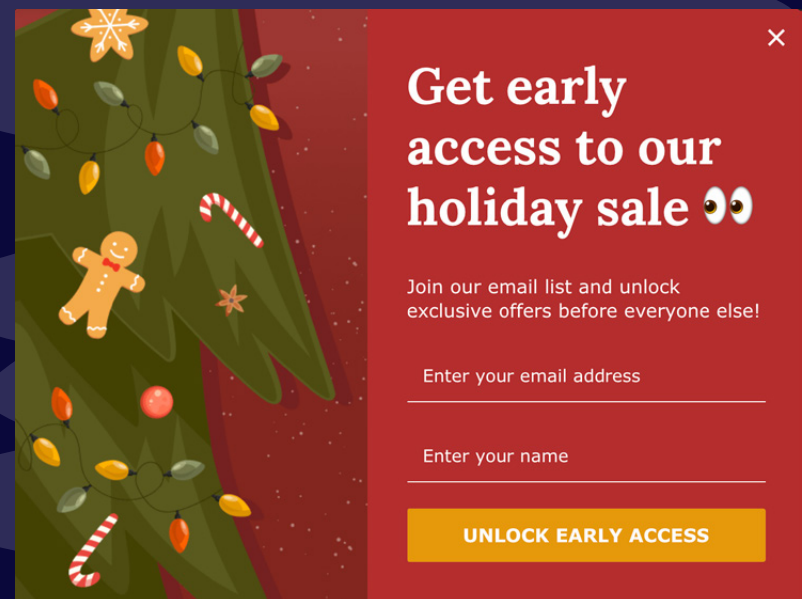 Get early
access to our
holiday sale 👀
Join our email list and unlock
exclusive offers before everyone else!
Enter your email address
Enter your name
UNLOCK EARLY ACCESS